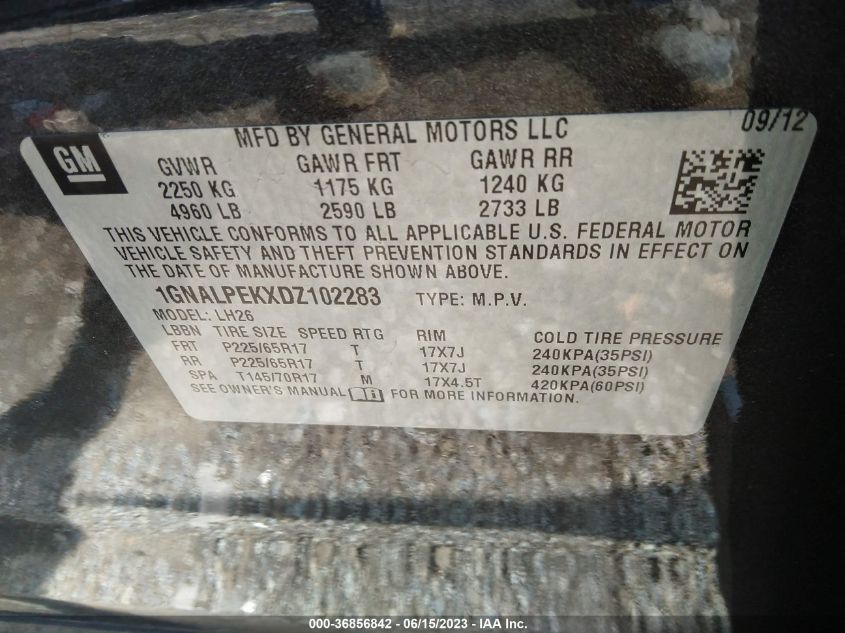 GM
MFD BY GENERAL MOTORS LLC 09/12
GVWR GAWR FRT GAWR RR
2250 KG 1175 KG 1240 KG
4960 LB 2590 LB 2733 LB
THIS VEHICLE CONFORMS TO ALL APPLICABLE U.S. FEDERAL MOTOR
VEHICLE SAFETY AND THEFT PREVENTION STANDARDS IN EFFECT ON
THE DATE OF MANUFACTURE SHOWN ABOVE.
1GNALPEKXDZ102283 TYPE: M.P.V.
MODEL: LH26
LBBN TIRE SIZE SPEED RTG RIM COLD TIRE PRESSURE
FRT P225/65R17 T 17X7J 240KPA(35PSI)
RR P225/65R17 T 17X7J 240KPA(35PSI)
SPA T145/70R17 M 17X4.5T 420KPA(60PSI)
SEE OWNER'S MANUAL FOR MORE INFORMATION.
000-36856842 - 06/15/2023 - © IAA Inc.